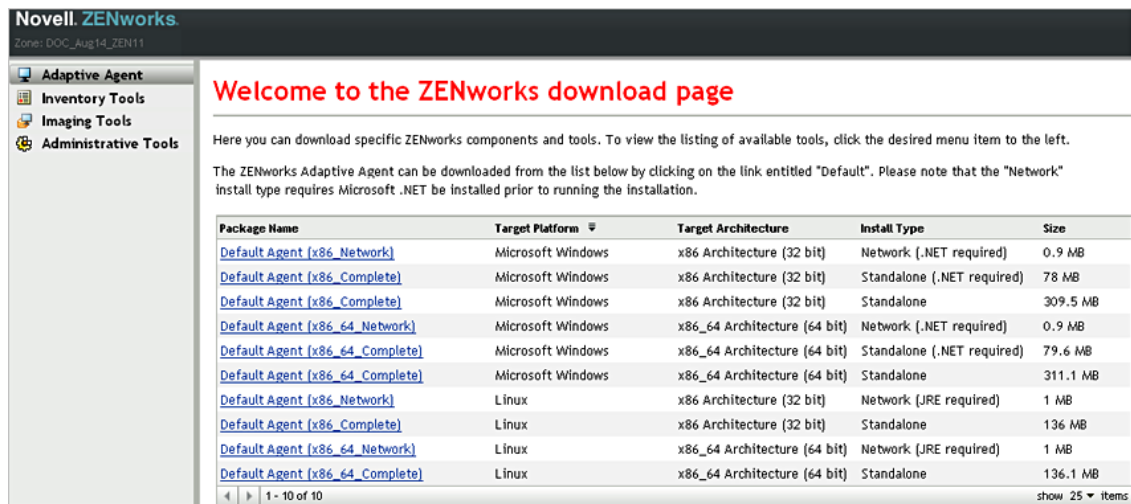 Novell. ZENworks.
Zone: DOC_Aug14_ZEN11
Adaptive Agent
Inventory Tools
Imaging Tools
Administrative Tools
Welcome to the ZENworks download page
Here you can download specific ZENworks components and tools. To view the listing of available tools, click the desired menu item to the left.
The ZENworks Adaptive Agent can be downloaded from the list below by clicking on the link entitled "Default". Please note that the "Network"
install type requires Microsoft .NET be installed prior to running the installation.
Package Name Target Platform Target Architecture Install Type Size
Default Agent (x86_Network) Microsoft Windows x86 Architecture (32 bit) Network (.NET required) 0.9 MB
Default Agent (x86_Complete) Microsoft Windows x86 Architecture (32 bit) Standalone (.NET required) 78 MB
Default Agent (x86_Complete) Microsoft Windows x86 Architecture (32 bit) Standalone 309.5 MB
Default Agent (x86_64_Network) Microsoft Windows x86_64 Architecture (64 bit) Network (.NET required) 0.9 MB
Default Agent (x86_64_Complete) Microsoft Windows x86_64 Architecture (64 bit) Standalone (.NET required) 79.6 MB
Default Agent (x86_64_Complete) Microsoft Windows x86_64 Architecture (64 bit) Standalone 311.1 MB
Default Agent (x86_Network) Linux x86 Architecture (32 bit) Network (JRE required) 1 MB
Default Agent (x86_Complete) Linux x86 Architecture (32 bit) Standalone 136 MB
Default Agent (x86_64_Network) Linux x86_64 Architecture (64 bit) Network (JRE required) 1 MB
Default Agent (x86_64_Complete) Linux x86_64 Architecture (64 bit) Standalone 136.1 MB
1 - 10 of 10 show 25 items